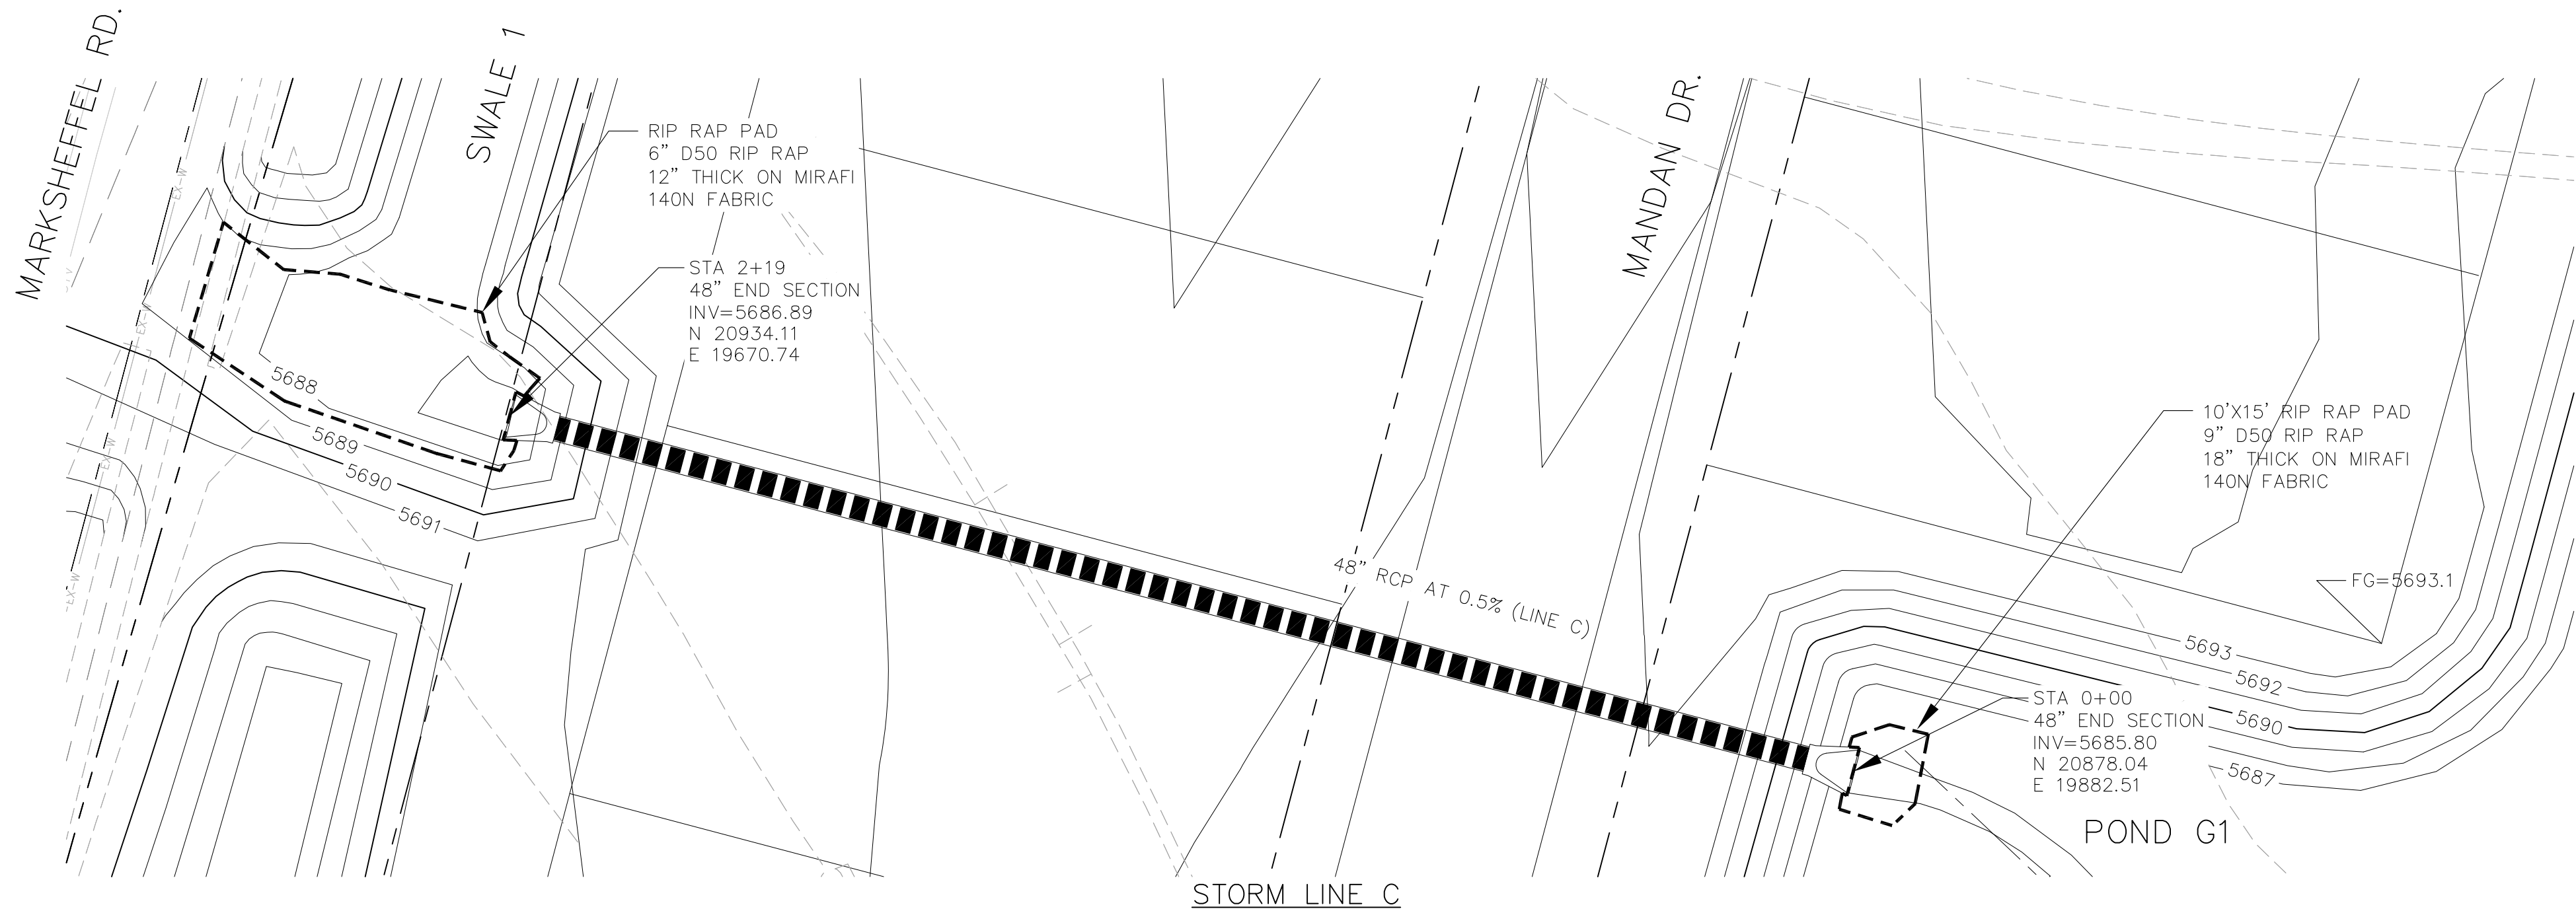 MARKSHEFFEL RD.
SWALE 1
RIP RAP PAD
6" D50 RIP RAP
12" THICK ON MIRAFI
140N FABRIC
STA 2+19
48" END SECTION
INV=5686.89
N 20934.11
E 19670.74
MANDAN DR.
EX-W
EX-W
EX-W
EX-W
5688
5689
5690
5691
48" RCP AT 0.5% (LINE C)
10'X15' RIP RAP PAD
9" D50 RIP RAP
18" THICK ON MIRAFI
140N FABRIC
FG=5693.1
5693
5692
5690
5687
STA 0+00
48" END SECTION
INV=5685.80
N 20878.04
E 19882.51
POND G1
STORM LINE C